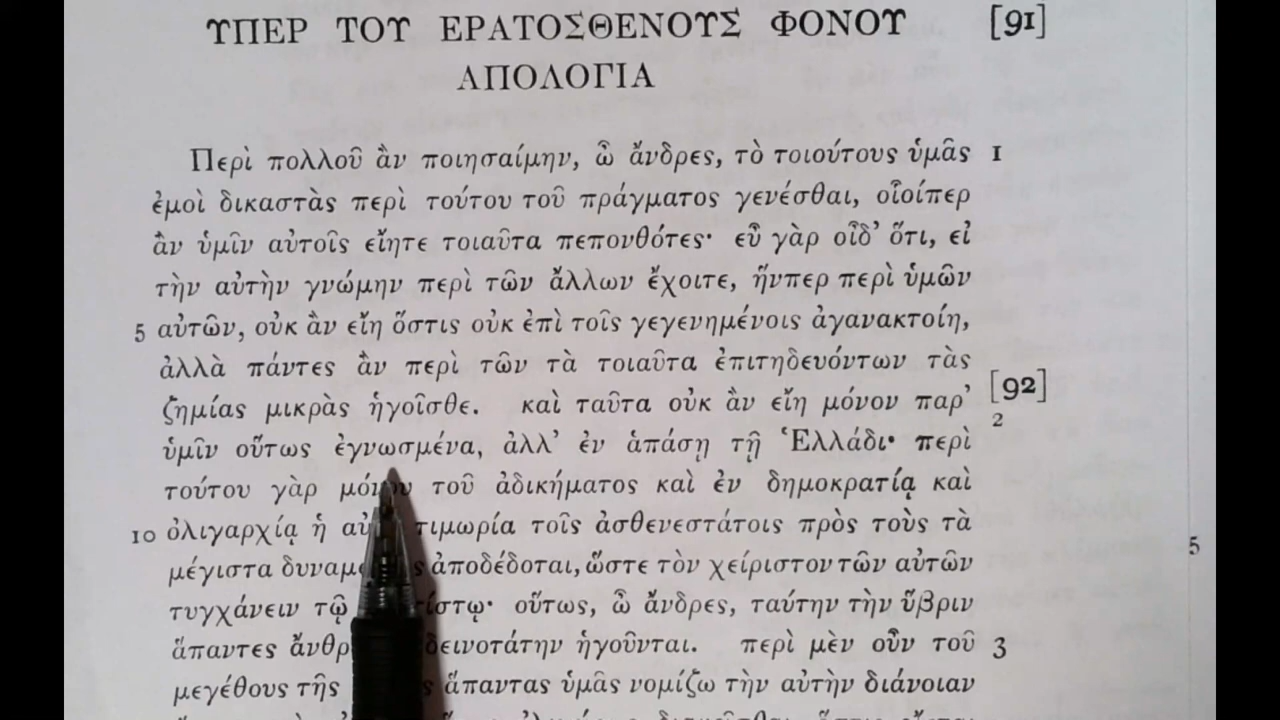 ΥΠΕΡ ΤΟΥ ΕΡΑΤΟΣΘΕΝΟΥΣ ΦΟΝΟΥ [91]
ΑΠΟΛΟΓΙΑ
Περὶ πολλοῦ ἂν ποιησαίμην, ὦ ἄνδρες, τὸ τοιούτους ὑμᾶς 1
ἐμοὶ δικαστὰς περὶ τούτου τοῦ πράγματος γενέσθαι, οἷοίπερ
ἂν ὑμῖν αὐτοῖς εἴητε τοιαῦτα πεπονθότες· εὖ γὰρ οἶδ’ ὅτι, εἰ
τὴν αὐτὴν γνώμην περὶ τῶν ἄλλων ἔχοιτε, ἥνπερ περὶ ὑμῶν
5 αὐτῶν, οὐκ ἂν εἴη ὅστις οὐκ ἐπὶ τοῖς γεγενημένοις ἀγανακτοίη,
ἀλλὰ πάντες ἂν περὶ τῶν τὰ τοιαῦτα ἐπιτηδευόντων τὰς
ζημίας μικρὰς ἡγοῖσθε. καὶ ταῦτα οὐκ ἂν εἴη μόνον παρ’ [92] 2
ὑμῖν οὕτως ἐγνωσμένα, ἀλλ’ ἐν ἁπάσῃ τῇ Ἑλλάδι· περὶ
τούτου γὰρ μόνου τοῦ ἀδικήματος καὶ ἐν δημοκρατίᾳ καὶ
10 ὀλιγαρχίᾳ ἡ τιμωρία τοῖς ἀσθενεστάτοις πρὸς τοὺς τὰ
μέγιστα ἀποδέδοται, ὥστε τὸν χείριστον τῶν αὐτῶν 5
τυγχάνειν τῷ οὕτως, ὦ ἄνδρες, ταύτην τὴν ὕβριν
ἅπαντες δεινοτάτην ἡγοῦνται. περὶ μὲν οὖν τοῦ 3
μεγέθους τῆς ἅπαντας ὑμᾶς νομίζω τὴν αὐτὴν διάνοιαν